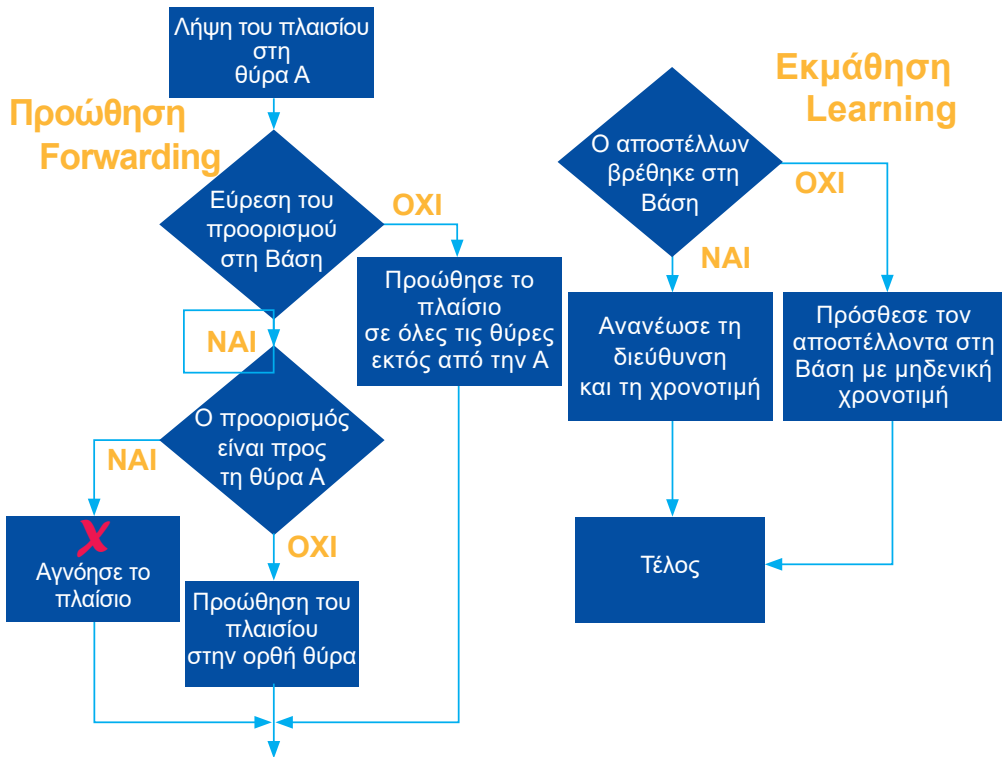 Λήψη του πλαισίου
στη
θύρα Α
Προώθηση
Forwarding
Εύρεση του
προορισμού
στη Βάση
ΟΧΙ
Προώθησε το
πλαίσιο
σε όλες τις θύρες
εκτός από την Α
ΝΑΙ
Ο προορισμός
είναι προς
τη θύρα Α
ΝΑΙ
✗
Αγνόησε το
πλαίσιο
ΟΧΙ
Προώθηση του
πλαισίου
στην ορθή θύρα
Εκμάθηση
Learning
Ο αποστέλλων
βρέθηκε στη
Βάση
ΟΧΙ
ΝΑΙ
Ανανέωσε τη
διεύθυνση
και τη χρονοτιμή
Πρόσθεσε τον
αποστέλλοντα στη
Βάση με μηδενική
χρονοτιμή
Τέλος